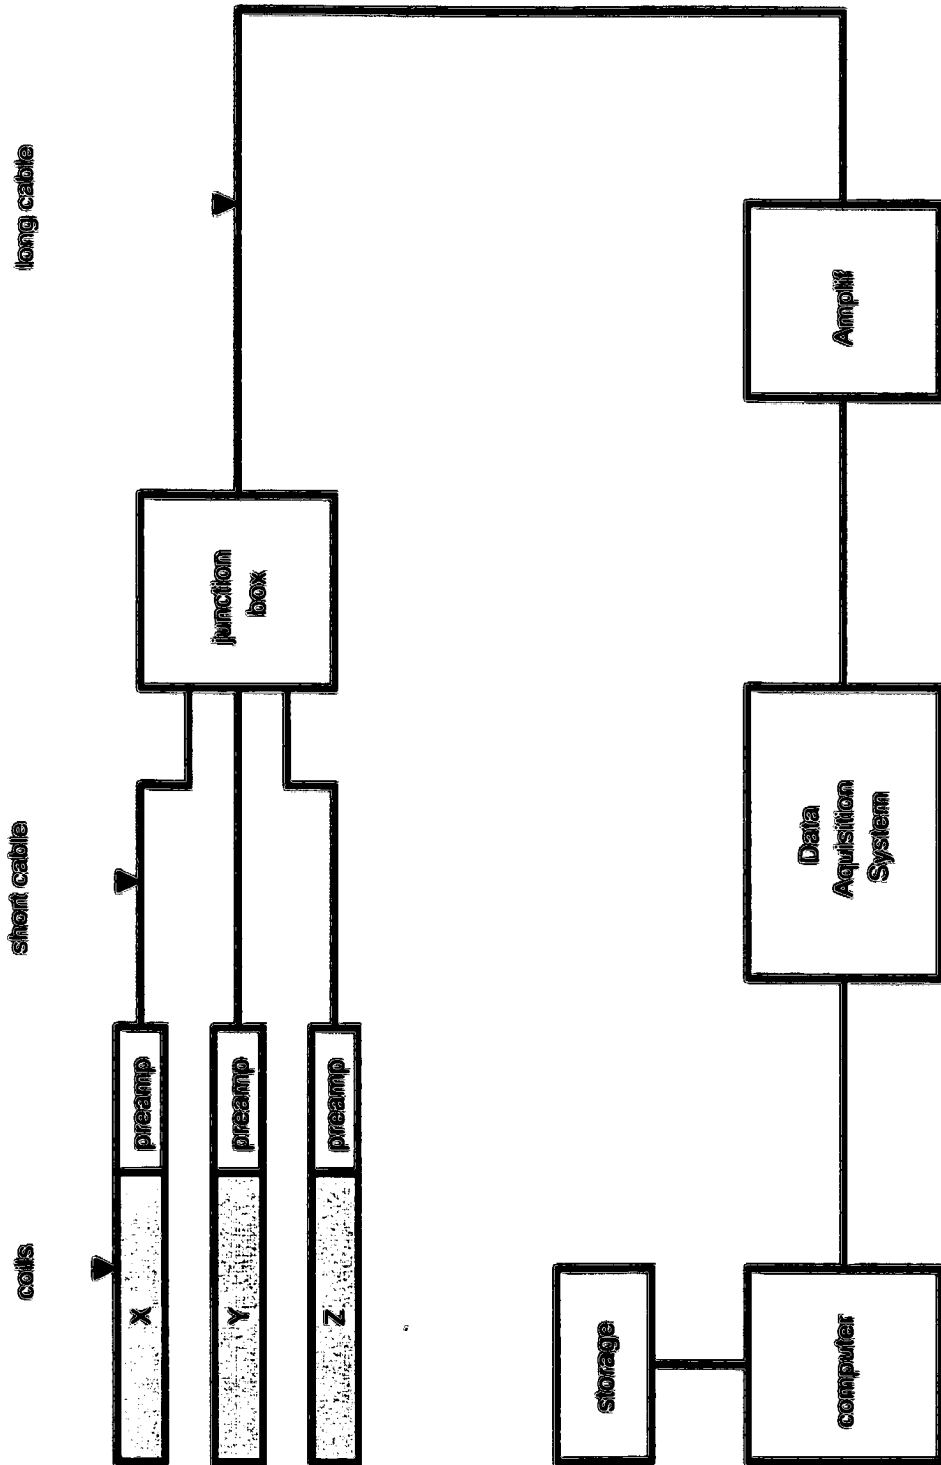 coils
short cable
long cable
X
preamp
Y
preamp
Z
preamp
junction
box
storage
computer
Data
Aquisition
System
Amplif